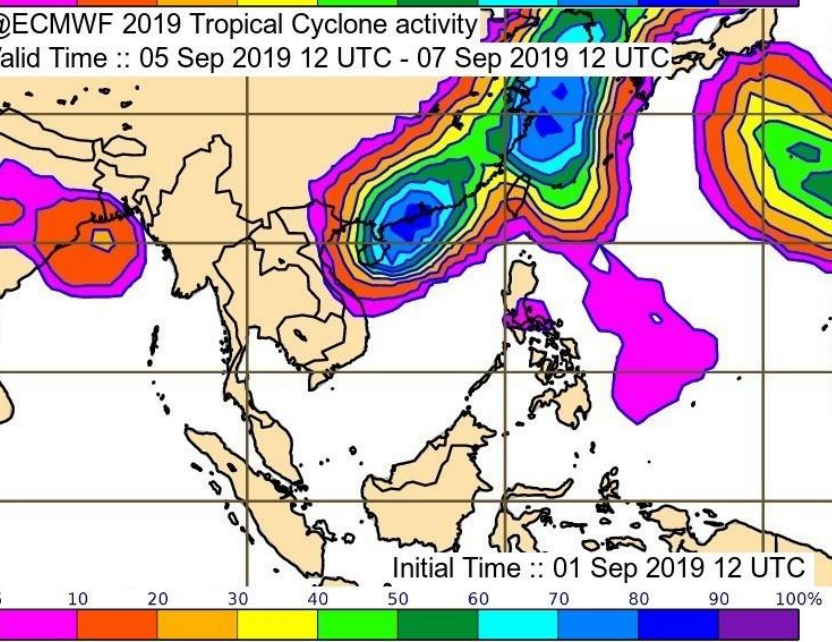 @ECMWF 2019 Tropical Cyclone activity
Valid Time :: 05 Sep 2019 12 UTC - 07 Sep 2019 12 UTC
Initial Time :: 01 Sep 2019 12 UTC
10 20 30 40 50 60 70 80 90 100%